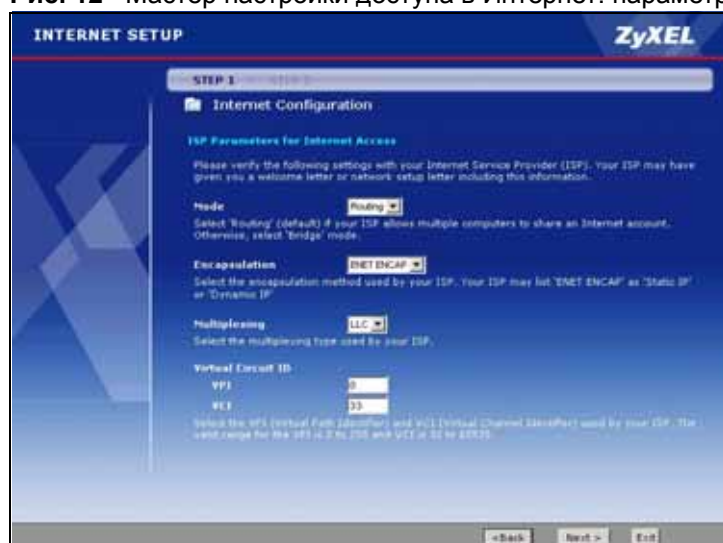 Рис. 12 Мастер настройки доступа в Интернет: парамет
INTERNET SETUP
ZyXEL
STEP 1 STEP 2
Internet Configuration
ISP Parameters for Internet Access
Please verify the following settings with your Internet Service Provider (ISP). Your ISP may have
given you a welcome letter or network setup letter including this information.
Mode Routing
Select 'Routing' (default) if your ISP allows multiple computers to share an Internet account.
Otherwise, select 'Bridge' mode.
Encapsulation ENET ENCAP
Select the encapsulation method used by your ISP. Your ISP may list 'ENET ENCAP' as 'Static IP'
or 'Dynamic IP'
Multiplexing LLC
Select the multiplexing type used by your ISP.
Virtual Circuit ID
VPI
VCI 33
Select the VPI (Virtual Path Identifier) and VCI (Virtual Channel Identifier) used by your ISP. The
valid range for the VPI is 0 to 255 and VCI is 32 to 65535.
<Back Next > Exit